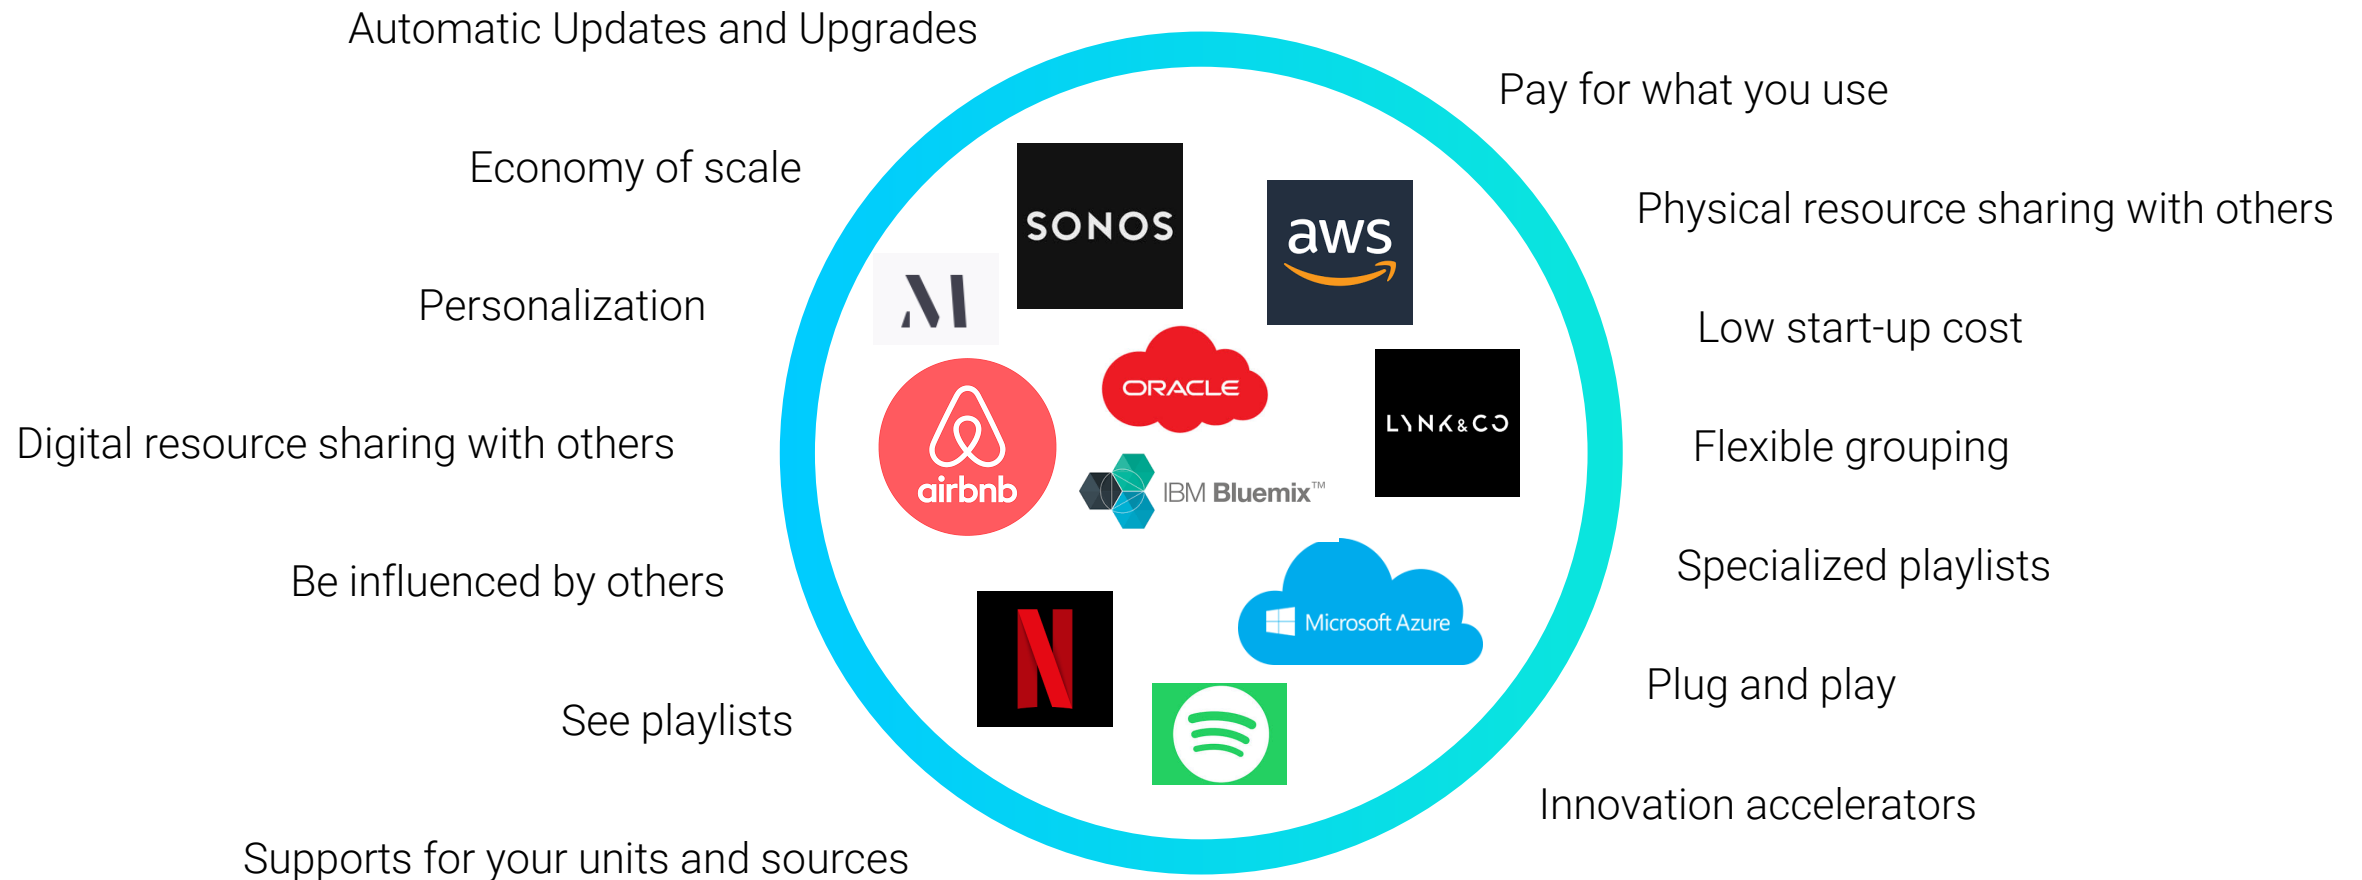 Automatic Updates and Upgrades
Economy of scale
Personalization
Digital resource sharing with others
Be influenced by others
See playlists
Supports for your units and sources
SONOS
aws
M
ORACLE
LYNK&CO
airbnb
IBM Bluemix™
Microsoft Azure
N
Pay for what you use
Physical resource sharing with others
Low start-up cost
Flexible grouping
Specialized playlists
Plug and play
Innovation accelerators